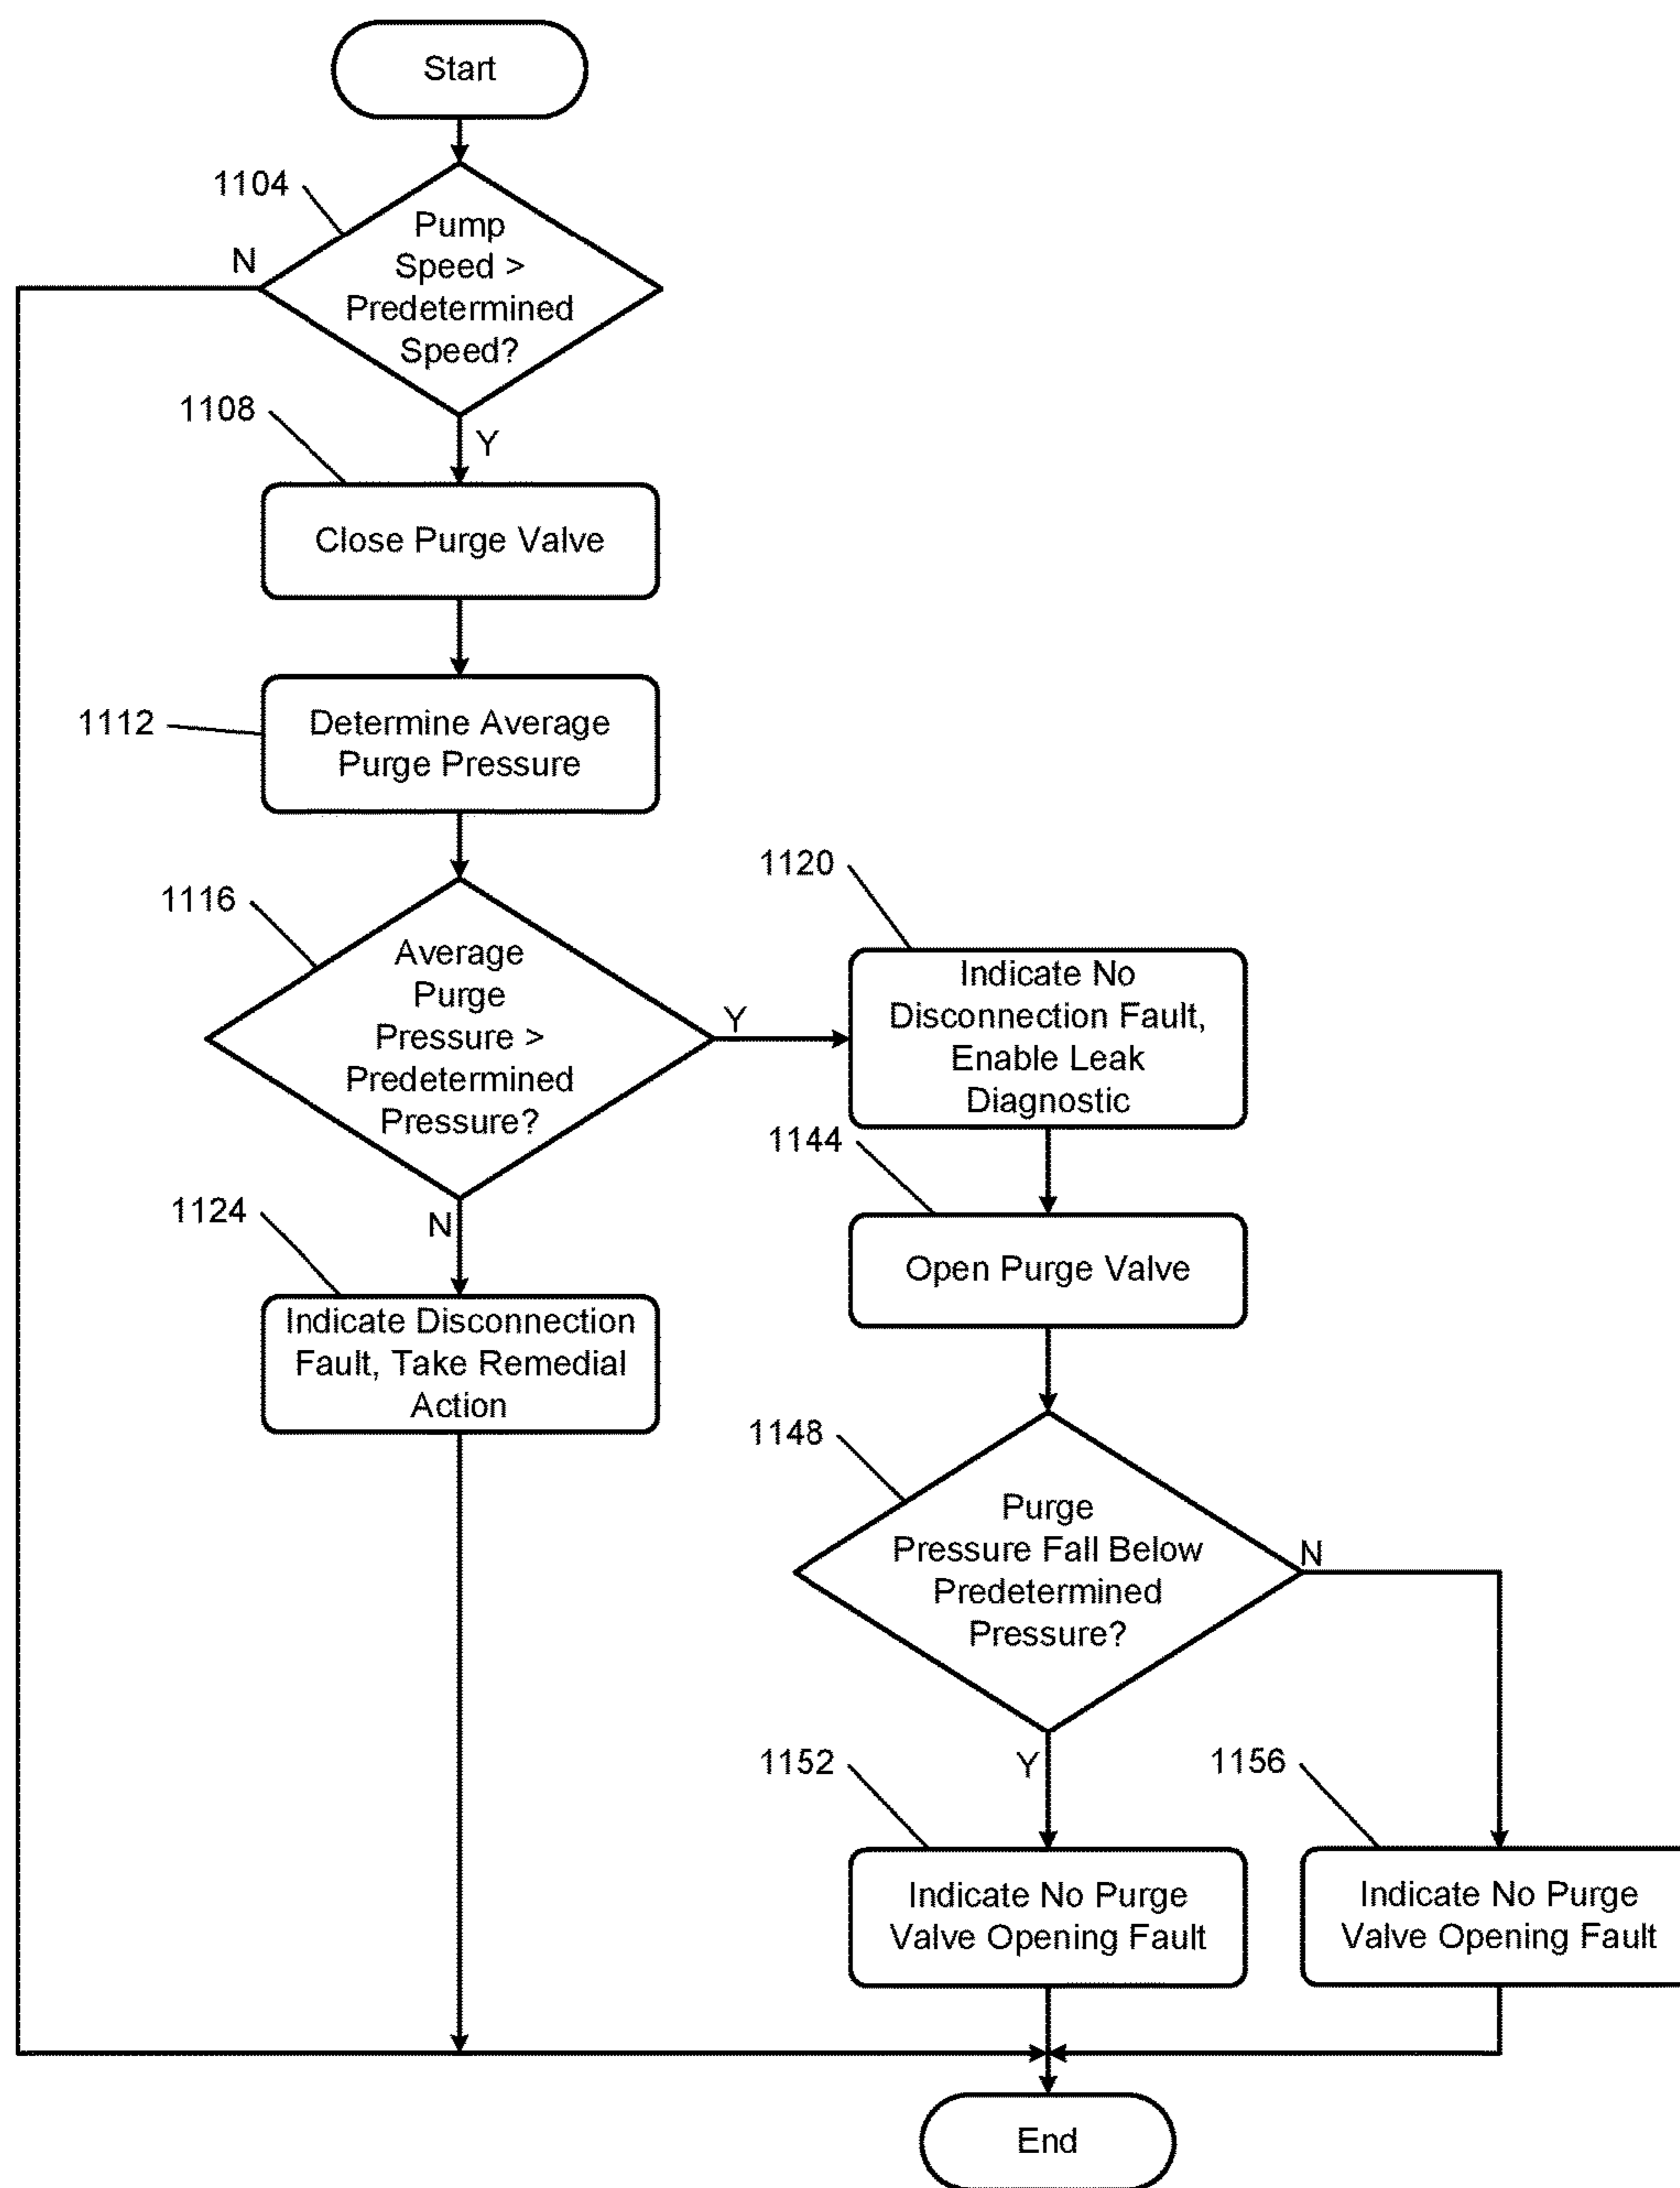 Start
1104
Pump
Speed >
Predetermined
Speed?
N
Y
1108
Close Purge Valve
1112
Determine Average
Purge Pressure
1116
Average
Purge
Pressure >
Predetermined
Pressure?
Y
N
1120
Indicate No
Disconnection Fault,
Enable Leak
Diagnostic
1124
Indicate Disconnection
Fault, Take Remedial
Action
1144
Open Purge Valve
1148
Purge
Pressure Fall Below
Predetermined
Pressure?
N
Y
1152
Indicate No Purge
Valve Opening Fault
1156
Indicate No Purge
Valve Opening Fault
End